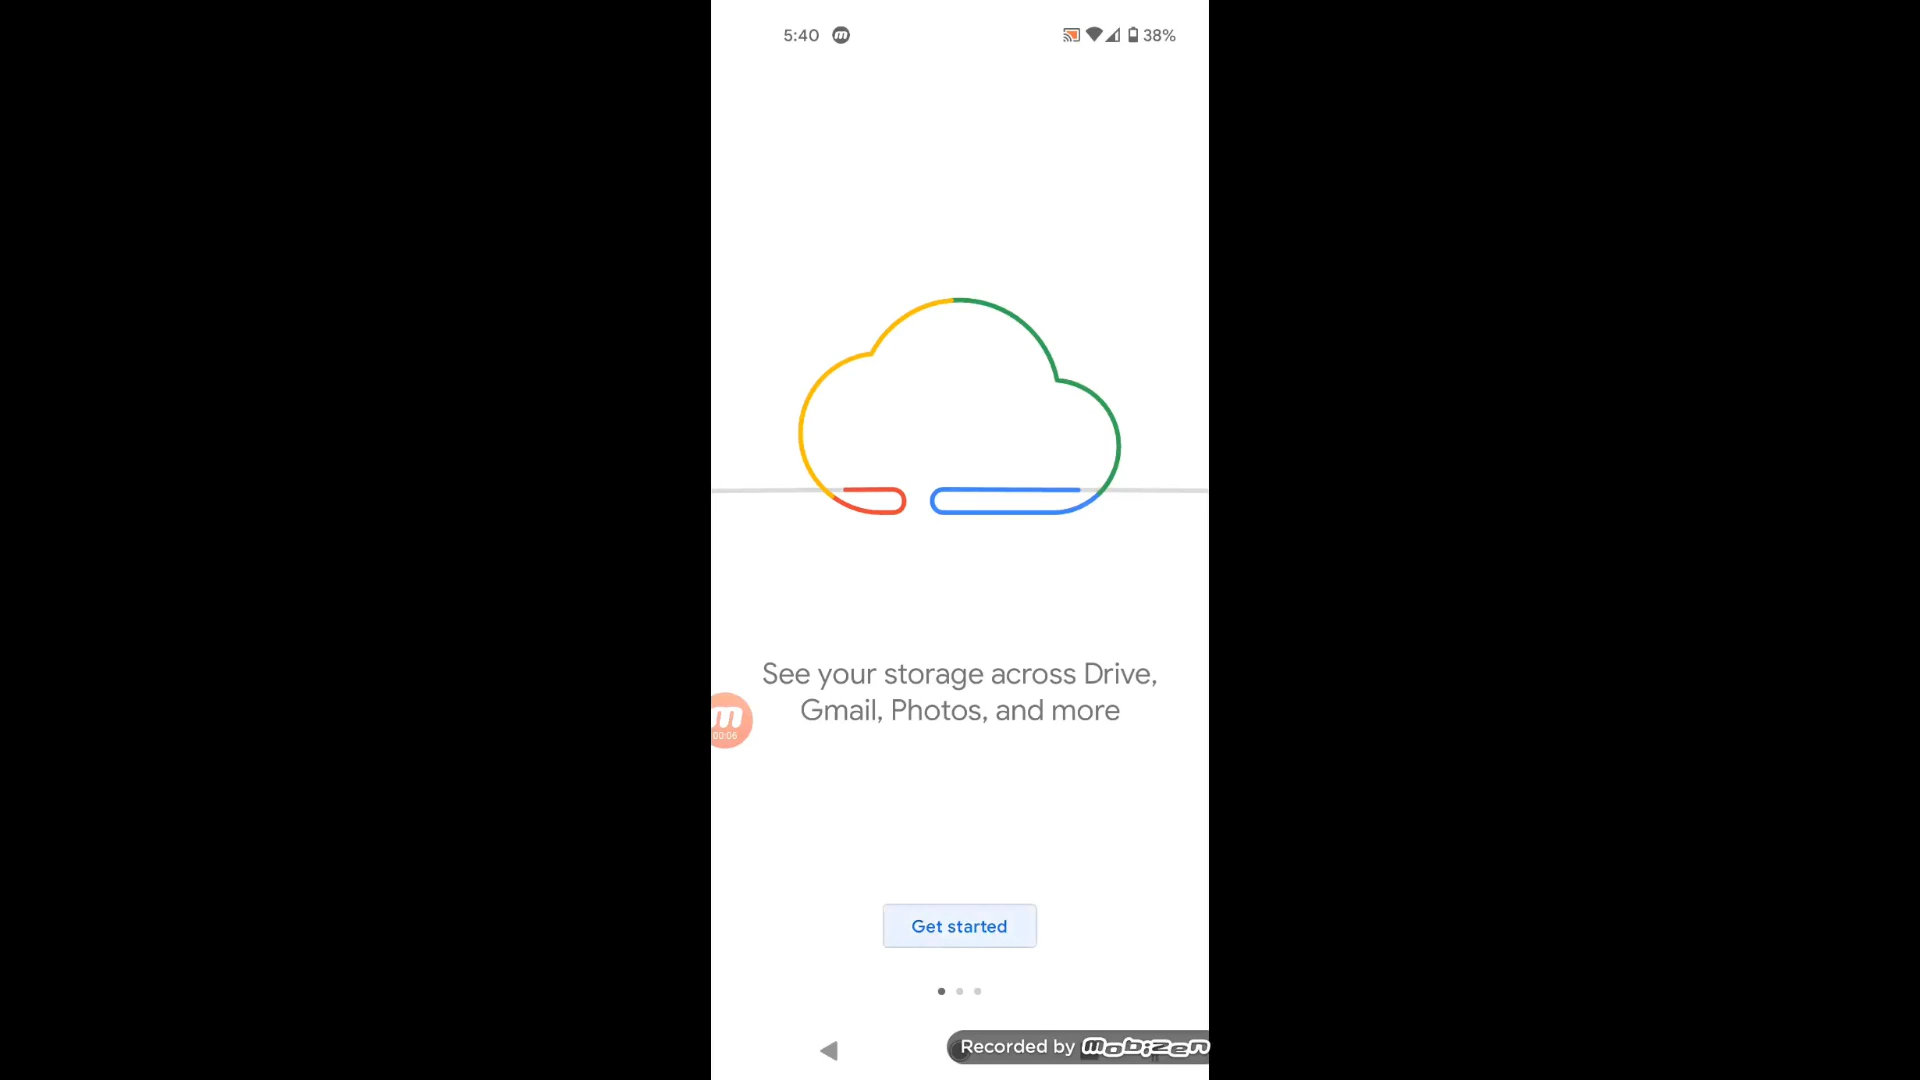 5:40 m 38%
See your storage across Drive,
Gmail, Photos, and more
m
00:06
Get started
Recorded by mobizen